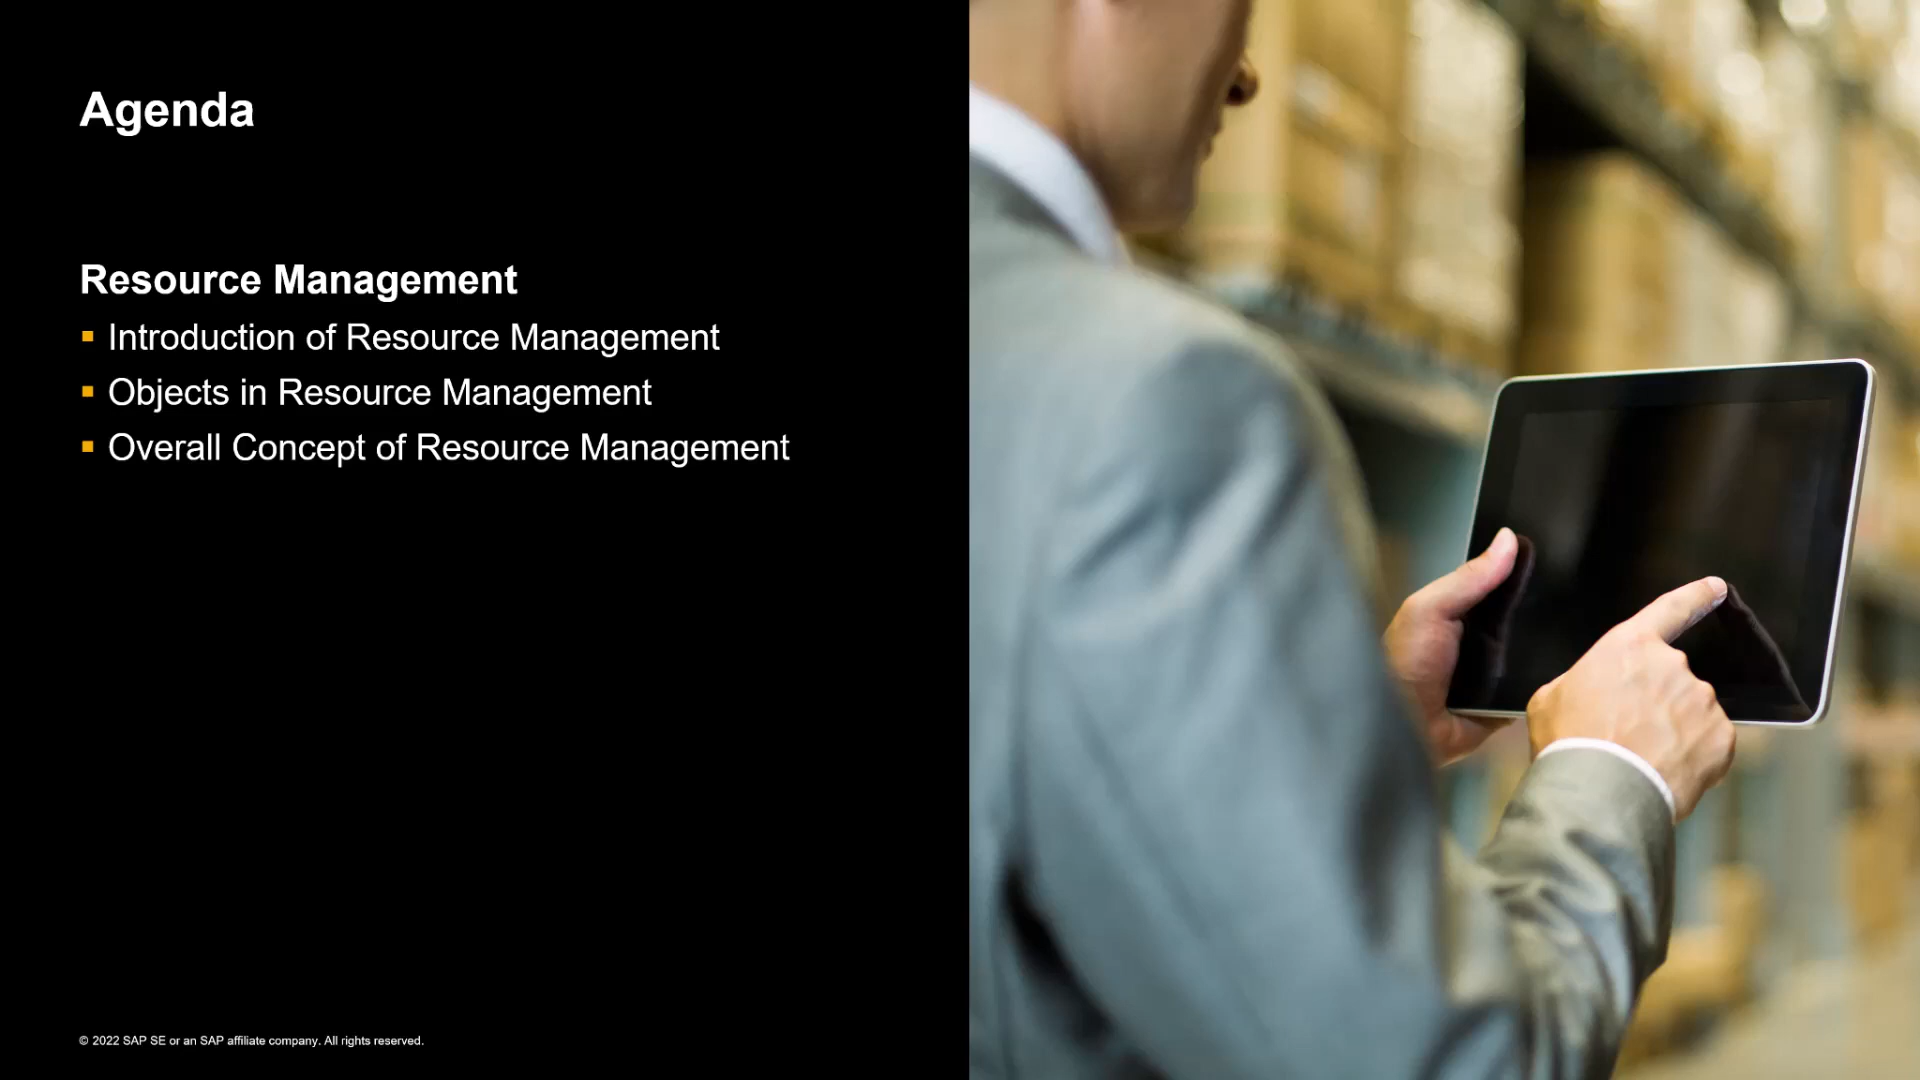 Agenda
Resource Management
▪ Introduction of Resource Management
▪ Objects in Resource Management
▪ Overall Concept of Resource Management
© 2022 SAP SE or an SAP affiliate company. All rights reserved.